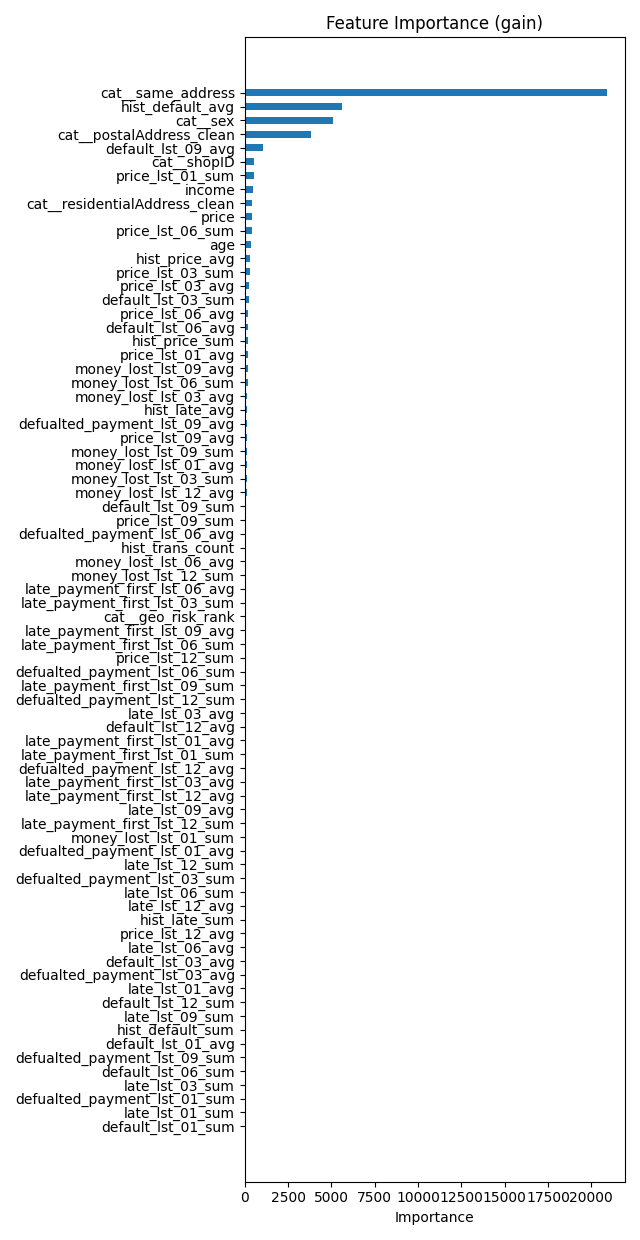 Feature Importance (gain)
cat__same_address
hist_default_avg
cat__sex
cat__postalAddress_clean
default_lst_09_avg
cat__shopID
price_lst_01_sum
income
cat__residentialAddress_clean
price
price_lst_06_sum
age
hist_price_avg
price_lst_03_sum
price_lst_03_avg
default_lst_03_sum
price_lst_06_avg
default_lst_06_avg
hist_price_sum
price_lst_01_avg
money_lost_lst_09_avg
money_lost_lst_06_sum
money_lost_lst_03_avg
hist_late_avg
defualted_payment_lst_09_avg
price_lst_09_avg
money_lost_lst_09_sum
money_lost_lst_01_avg
money_lost_lst_03_sum
money_lost_lst_12_avg
default_lst_09_sum
price_lst_09_sum
defualted_payment_lst_06_avg
hist_trans_count
money_lost_lst_06_avg
money_lost_lst_12_sum
late_payment_first_lst_06_avg
late_payment_first_lst_03_sum
cat__geo_risk_rank
late_payment_first_lst_09_avg
late_payment_first_lst_06_sum
price_lst_12_sum
defualted_payment_lst_06_sum
late_payment_first_lst_09_sum
defualted_payment_lst_12_sum
late_lst_03_avg
default_lst_12_avg
late_payment_first_lst_01_avg
late_payment_first_lst_01_sum
defualted_payment_lst_12_avg
late_payment_first_lst_03_avg
late_payment_first_lst_12_avg
late_lst_09_avg
late_payment_first_lst_12_sum
money_lost_lst_01_sum
defualted_payment_lst_01_avg
late_lst_12_sum
defualted_payment_lst_03_sum
late_lst_06_sum
late_lst_12_avg
hist_late_sum
price_lst_12_avg
late_lst_06_avg
default_lst_03_avg
defualted_payment_lst_03_avg
late_lst_01_avg
default_lst_12_sum
late_lst_09_sum
hist_default_sum
default_lst_01_avg
defualted_payment_lst_09_sum
default_lst_06_sum
late_lst_03_sum
defualted_payment_lst_01_sum
late_lst_01_sum
default_lst_01_sum
0 2500 5000 7500 10000 12500 15000 17500 20000
Importance